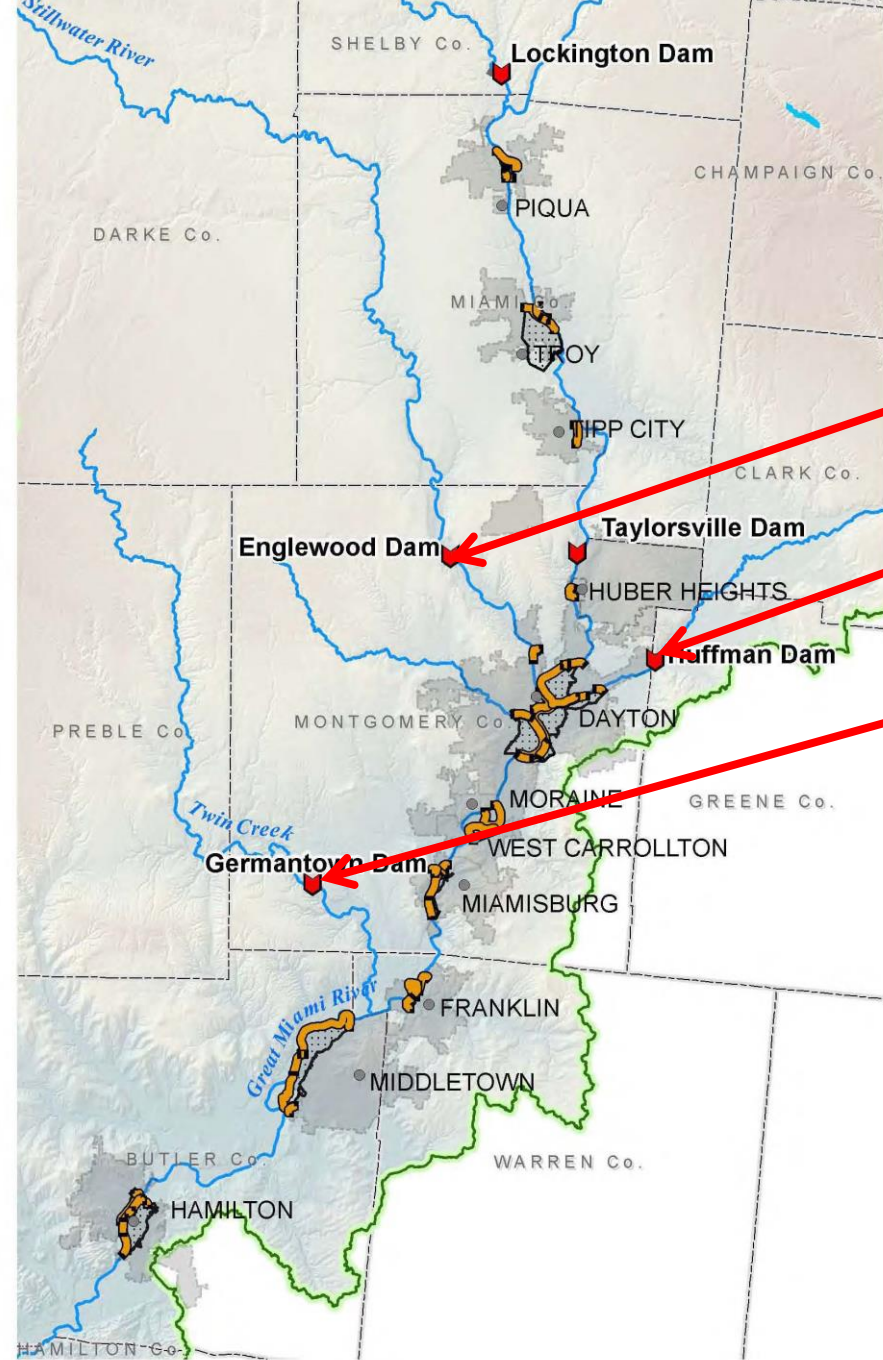 Stillwater River
SHELBY Co.
Lockington Dam
CHAMPAIGN Co.
PIQUA
DARKE Co.
MIAMI Co.
TROY
TIPP CITY
CLARK Co.
Englewood Dam
Taylorsville Dam
HUBER HEIGHTS
Huffman Dam
PREBLE Co.
MONTGOMERY Co.
DAYTON
MORAINE
GREENE Co.
Twin Creek
WEST CARROLLTON
Germantown Dam
MIAMISBURG
Great Miami River
FRANKLIN
MIDDLETOWN
BUTLER Co.
WARREN Co.
HAMILTON
HAMILTON Co.